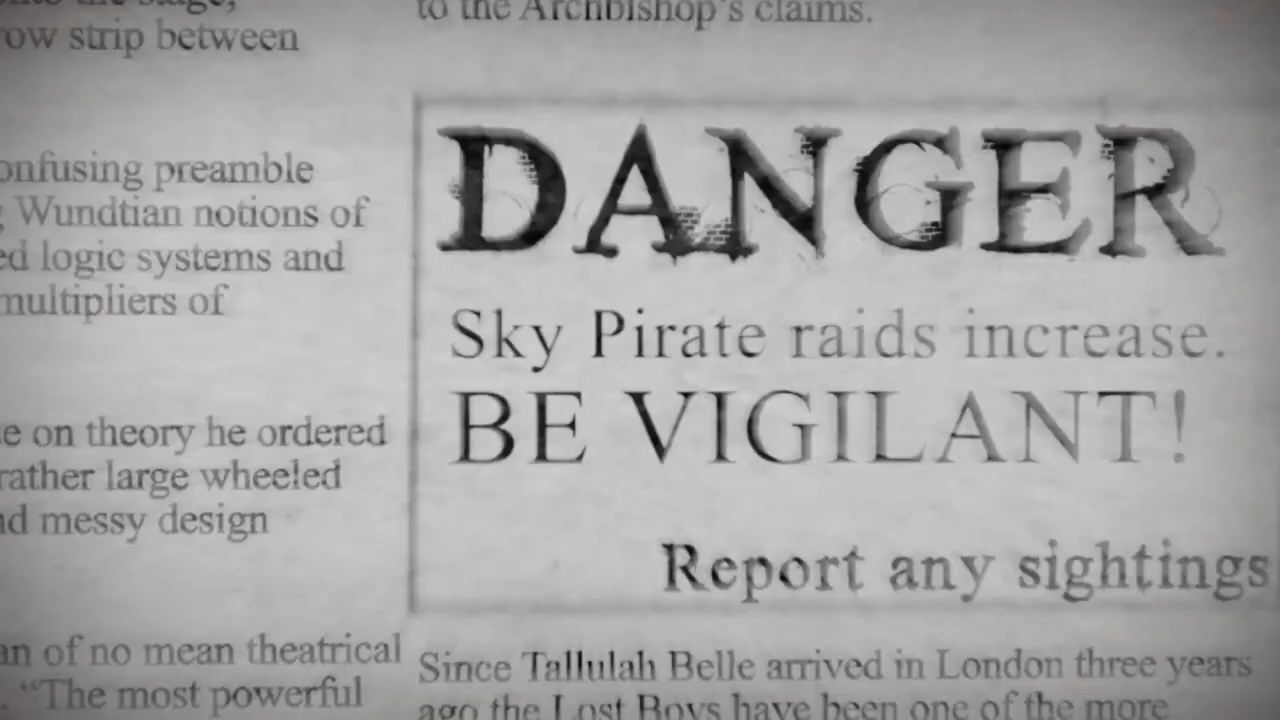 row strip between
onfusing preamble
Wundtian notions of
ed logic systems and
multipliers of
e on theory he ordered
rather large wheeled
nd messy design
an of no mean theatrical
. “The most powerful
to the Archbishop's claims.
DANGER
Sky Pirate raids increase.
BE VIGILANT!
Report any sightings
Since Tallulah Belle arrived in London three years
ago the Lost Boys have been one of the more